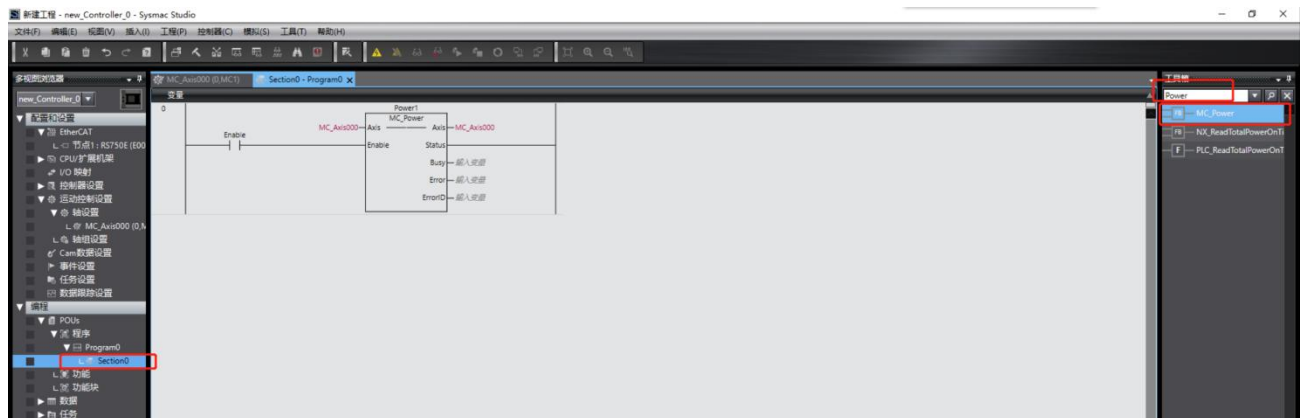 新建工程 - new_Controller_0 - Sysmac Studio
文件(F) 编辑(E) 视图(V) 插入(I) 工程(P) 控制器(C) 模拟(S) 工具(T) 帮助(H)
多视图浏览器
new_Controller_0
配置和设置
EtherCAT
节点1 : RS750E (E00
CPU/扩展机架
I/O 映射
控制器设置
运动控制设置
轴设置
MC_Axis000 (0,M
轴组设置
Cam数据设置
事件设置
任务设置
数据跟踪设置
编程
POUs
程序
Program0
Section0
功能
功能块
数据
任务
MC_Axis000 (0,MC1)
Section0 - Program0
变量
0
Power1
MC_Power
MC_Axis000 Axis Axis MC_Axis000
Enable
Enable Status
Busy 输入变量
Error 输入变量
ErrorID 输入变量
工具箱
Power
FB MC_Power
FB NX_ReadTotalPowerOnTi
F PLC_ReadTotalPowerOnT